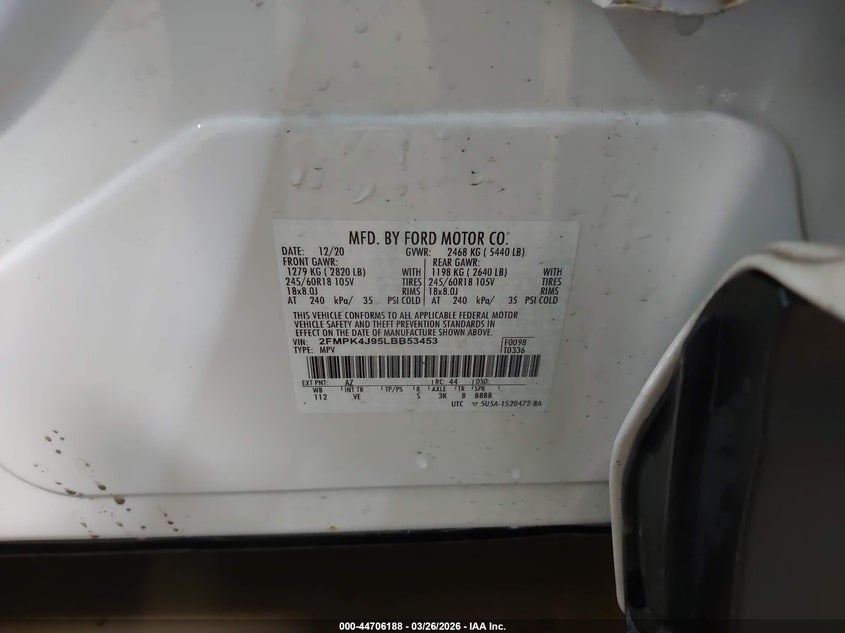 MFD. BY FORD MOTOR CO.
DATE: 12/20 GVWR: 2468 KG ( 5440 LB)
FRONT GAWR: REAR GAWR:
1279 KG ( 2820 LB) WITH 1198 KG ( 2640 LB) WITH
245/60R18 105V TIRES 245/60R18 105V TIRES
18x8.0J RIMS 18x8.0J RIMS
AT 240 kPa/ 35 PSI COLD AT 240 kPa/ 35 PSI COLD
THIS VEHICLE CONFORMS TO ALL APPLICABLE FEDERAL MOTOR
VEHICLE SAFETY AND THEFT PREVENTION STANDARDS IN
EFFECT ON THE DATE OF MANUFACTURE SHOWN ABOVE.
VIN: 2FMPK4J95LBB53453 F0098
TYPE: MPV T0336
EXT PNT: AZ RC: 44 DSO:
WB INT TR TP/PS R AXLE TR SPR
112 VE S 3K 8 BBBB
UTC 5U5A-1520472-BA
000-44706188 - 03/26/2026 - IAA Inc.